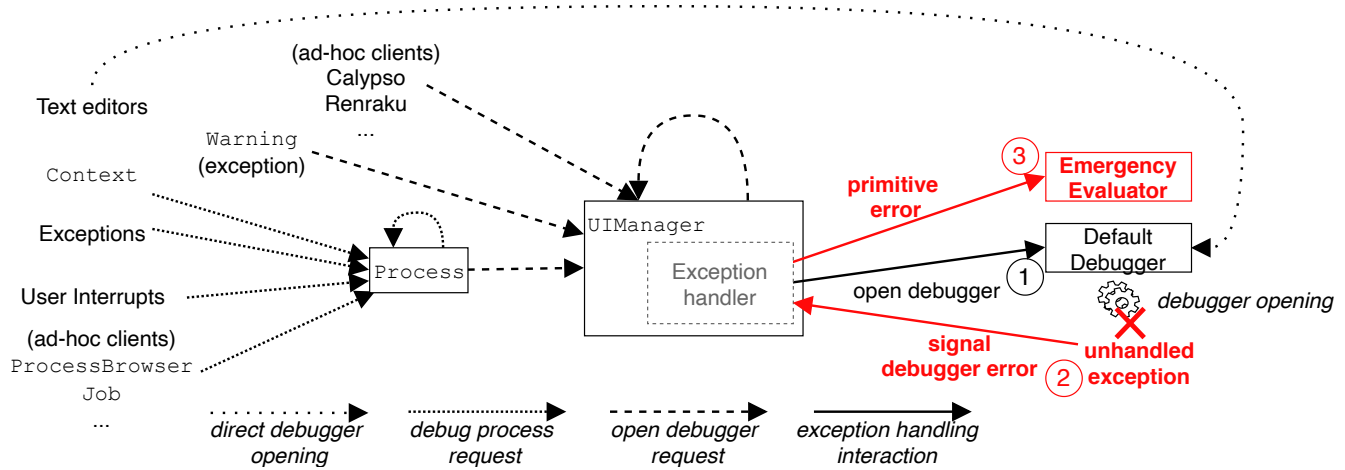 (ad-hoc clients)
Calypso
Renraku
...
Text editors
Warning
(exception)
Context
Exceptions
User Interrupts
(ad-hoc clients)
ProcessBrowser
Job
...
Process
UIManager
Exception
handler
primitive
error
open debugger
signal
debugger error
3
Emergency
Evaluator
Default
Debugger
1
debugger opening
2
unhandled
exception
direct debugger
opening
debug process
request
open debugger
request
exception handling
interaction